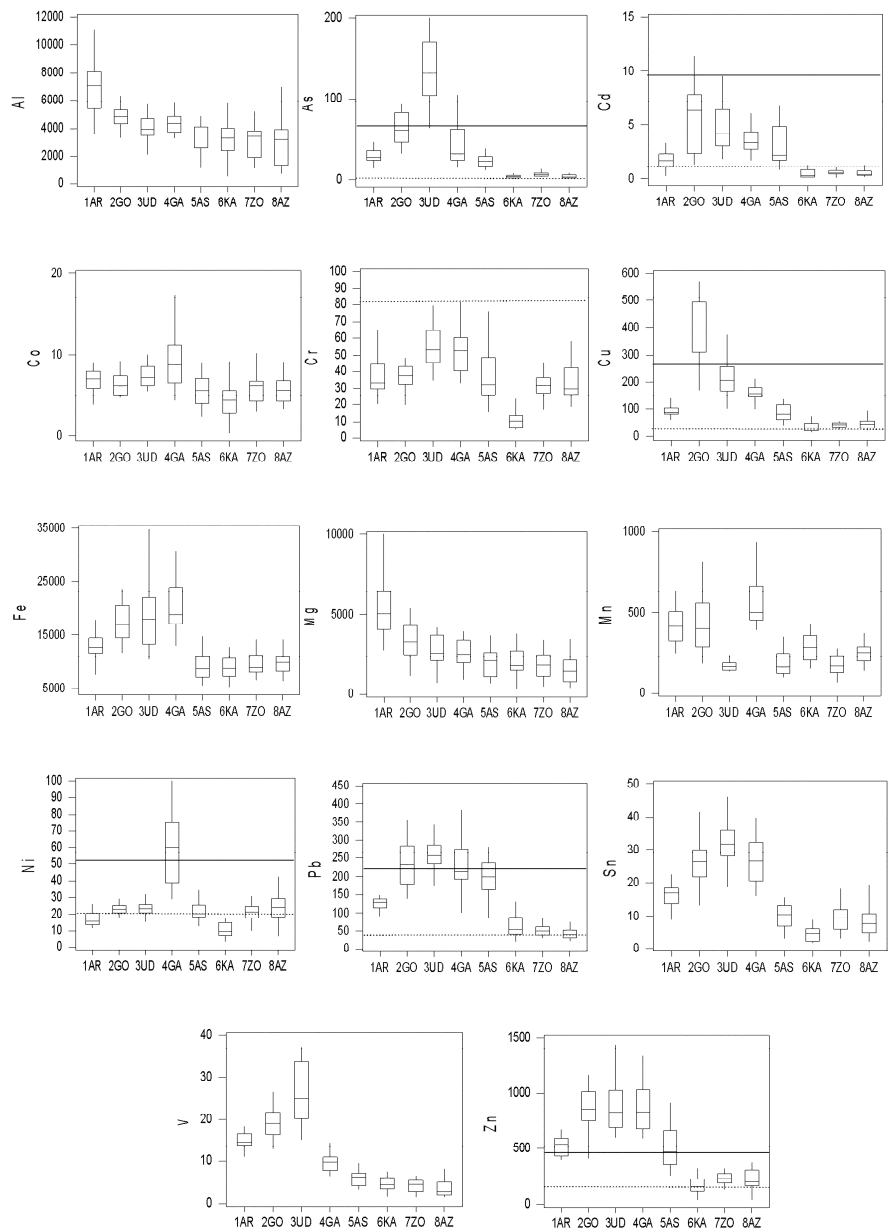 12000
10000
8000
6000
4000
2000
0
Al
1AR 2GO 3UD 4GA 5AS 6KA 7ZO 8AZ
200
100
0
As
1AR 2GO 3UD 4GA 5AS 6KA 7ZO 8AZ
15
10
5
0
Cd
1AR 2GO 3UD 4GA 5AS 6KA 7ZO 8AZ
20
10
0
Co
1AR 2GO 3UD 4GA 5AS 6KA 7ZO 8AZ
100
90
80
70
60
50
40
30
20
10
0
Cr
1AR 2GO 3UD 4GA 5AS 6KA 7ZO 8AZ
600
500
400
300
200
100
0
Cu
1AR 2GO 3UD 4GA 5AS 6KA 7ZO 8AZ
35000
25000
15000
5000
Fe
1AR 2GO 3UD 4GA 5AS 6KA 7ZO 8AZ
10000
5000
0
Mg
1AR 2GO 3UD 4GA 5AS 6KA 7ZO 8AZ
1000
500
0
Mn
1AR 2GO 3UD 4GA 5AS 6KA 7ZO 8AZ
100
90
80
70
60
50
40
30
20
10
0
Ni
1AR 2GO 3UD 4GA 5AS 6KA 7ZO 8AZ
450
400
350
300
250
200
150
100
50
0
Pb
1AR 2GO 3UD 4GA 5AS 6KA 7ZO 8AZ
50
40
30
20
10
0
Sn
1AR 2GO 3UD 4GA 5AS 6KA 7ZO 8AZ
40
30
20
10
0
V
1AR 2GO 3UD 4GA 5AS 6KA 7ZO 8AZ
1500
1000
500
0
Zn
1AR 2GO 3UD 4GA 5AS 6KA 7ZO 8AZ